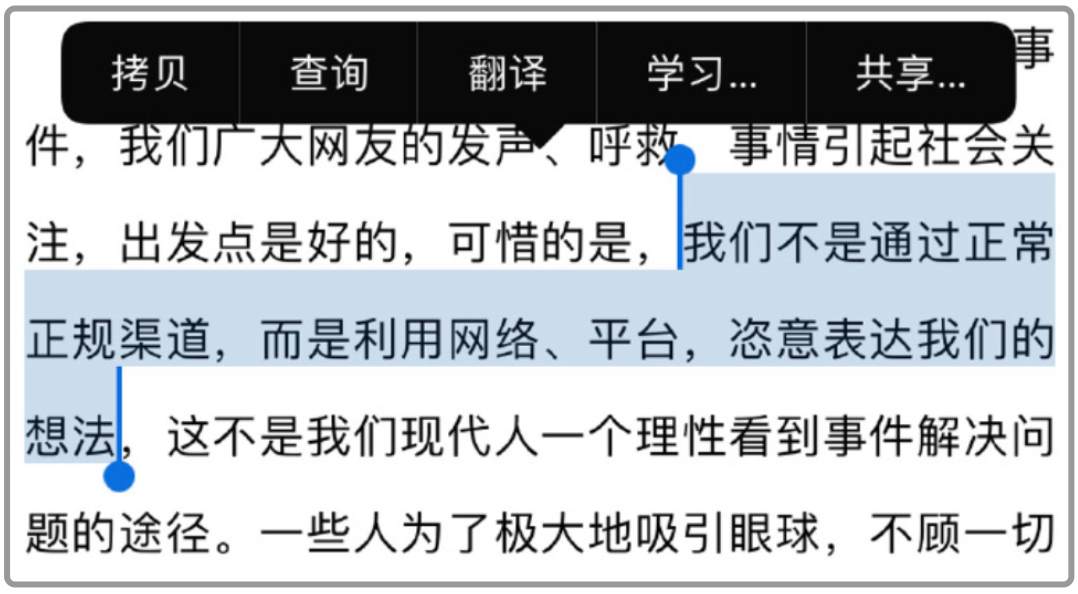 拷贝 查询 翻译 学习... 共享...
事
件，我们广大网友的发声、呼救，事情引起社会关
注，出发点是好的，可惜的是，我们不是通过正常
正规渠道，而是利用网络、平台，恣意表达我们的
想法，这不是我们现代人一个理性看到事件解决问
题的途径。一些人为了极大地吸引眼球，不顾一切